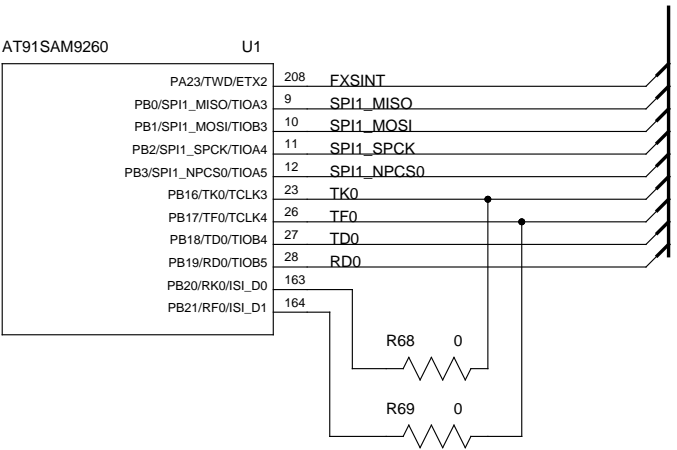 AT91SAM9260 U1
PA23/TWD/ETX2 208 FXSINT
PB0/SPI1_MISO/TIOA3 9 SPI1_MISO
PB1/SPI1_MOSI/TIOB3 10 SPI1_MOSI
PB2/SPI1_SPCK/TIOA4 11 SPI1_SPCK
PB3/SPI1_NPCS0/TIOA5 12 SPI1_NPCS0
PB16/TK0/TCLK3 23 TK0
PB17/TF0/TCLK4 26 TF0
PB18/TD0/TIOB4 27 TD0
PB19/RD0/TIOB5 28 RD0
PB20/RK0/ISI_D0 163
PB21/RF0/ISI_D1 164
R68 0
R69 0